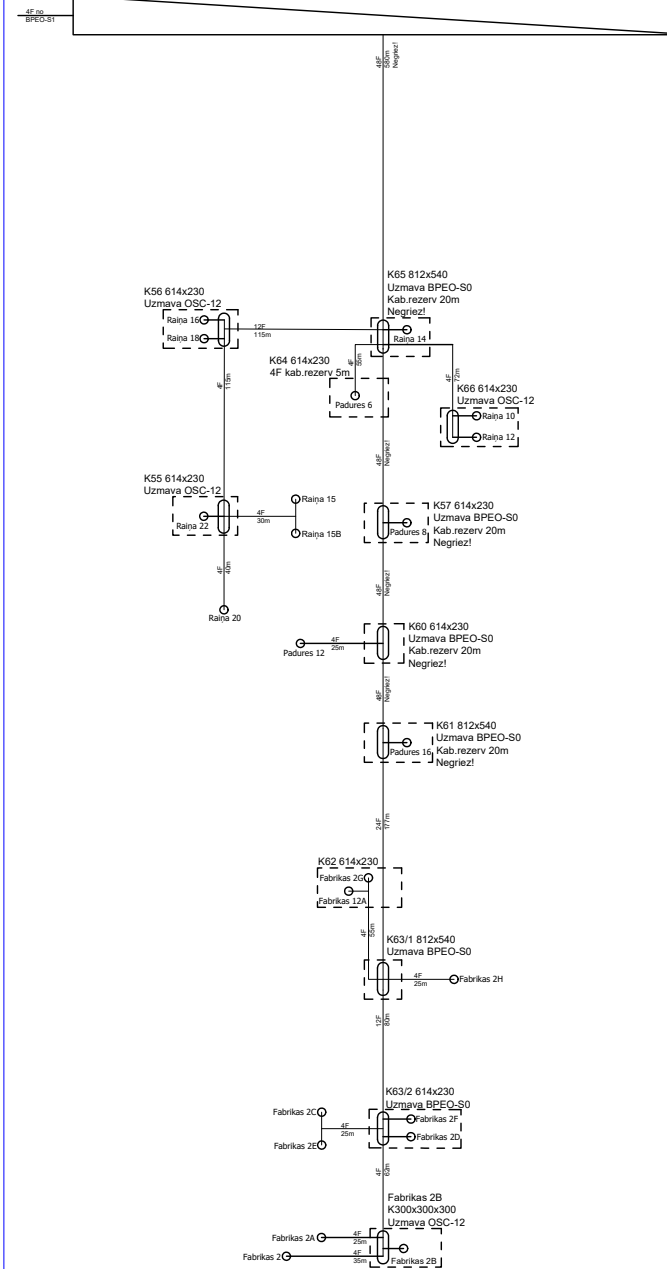 4F no
BPEO-S1
48F
580m
Negriez!
K65 812x540
Uzmava BPEO-S0
Kab.rezerv 20m
Negriez!
Raiņa 14
K56 614x230
Uzmava OSC-12
Raiņa 16
Raiņa 18
12F
115m
K64 614x230
4F kab.rezerv 5m
4F
55m
Padures 6
4F
72m
K66 614x230
Uzmava OSC-12
Raiņa 10
Raiņa 12
4F
115m
48F
Negriez!
K55 614x230
Uzmava OSC-12
Raiņa 22
4F
30m
Raiņa 15
Raiņa 15B
4F
40m
Raiņa 20
K57 614x230
Uzmava BPEO-S0
Kab.rezerv 20m
Negriez!
Padures 8
48F
Negriez!
K60 614x230
Uzmava BPEO-S0
Kab.rezerv 20m
Negriez!
4F
25m
Padures 12
48F
Negriez!
K61 812x540
Uzmava BPEO-S0
Kab.rezerv 20m
Negriez!
Padures 16
24F
177m
K62 614x230
Fabrikas 2G
Fabrikas 12A
4F
55m
K63/1 812x540
Uzmava BPEO-S0
4F
25m
Fabrikas 2H
12F
80m
K63/2 614x230
Uzmava BPEO-S0
Fabrikas 2C
Fabrikas 2E
4F
25m
Fabrikas 2F
Fabrikas 2D
4F
62m
Fabrikas 2B
K300x300x300
Uzmava OSC-12
Fabrikas 2A
4F
25m
Fabrikas 2
4F
35m
Fabrikas 2B